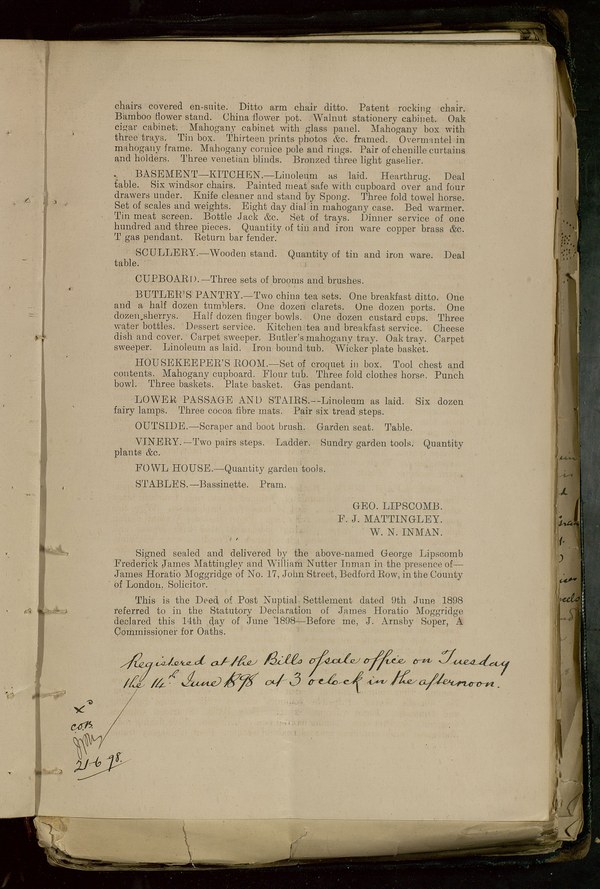 chairs covered en-suite. Ditto arm chair ditto. Patent rocking chair.
Bamboo flower stand. China flower pot. Walnut stationery cabinet. Oak
cigar cabinet. Mahogany cabinet with glass panel. Mahogany box with
three trays. Tin box. Thirteen prints photos &c. framed. Overmantel in
mahogany frame. Mahogany cornice pole and rings. Pair of chenille curtains
and holders. Three venetian blinds. Bronzed three light gaselier.
BASEMENT—KITCHEN.—Linoleum as laid. Hearthrug. Deal
table. Six windsor chairs. Painted meat safe with cupboard over and four
drawers under. Knife cleaner and stand by Spong. Three fold towel horse.
Set of scales and weights. Eight day dial in mahogany case. Bed warmer.
Tin meat screen. Bottle Jack &c. Set of trays. Dinner service of one
hundred and three pieces. Quantity of tin and iron ware copper brass &c.
T gas pendant. Return bar fender.
SCULLERY.—Wooden stand. Quantity of tin and iron ware. Deal
table.
CUPBOARD.—Three sets of brooms and brushes.
BUTLER'S PANTRY.—Two china tea sets. One breakfast ditto. One
and a half dozen tumblers. One dozen clarets. One dozen ports. One
dozen sherrys. Half dozen finger bowls. One dozen custard cups. Three
water bottles. Dessert service. Kitchen tea and breakfast service. Cheese
dish and cover. Carpet sweeper. Butler's mahogany tray. Oak tray. Carpet
sweeper. Linoleum as laid. Iron bound tub. Wicker plate basket.
HOUSEKEEPER'S ROOM.—Set of croquet in box. Tool chest and
contents. Mahogany cupboard. Flour tub. Three fold clothes horse. Punch
bowl. Three baskets. Plate basket. Gas pendant.
LOWER PASSAGE AND STAIRS.—Linoleum as laid. Six dozen
fairy lamps. Three cocoa fibre mats. Pair six tread steps.
OUTSIDE.—Scraper and boot brush. Garden seat. Table.
VINERY.—Two pairs steps. Ladder. Sundry garden tools. Quantity
plants &c.
FOWL HOUSE.—Quantity garden tools.
STABLES.—Bassinette. Pram.
GEO. LIPSCOMB.
F. J. MATTINGLEY.
W. N. INMAN.
Signed sealed and delivered by the above-named George Lipscomb
Frederick James Mattingley and William Nutter Inman in the presence of—
James Horatio Moggridge of No. 17, John Street, Bedford Row, in the County
of London, Solicitor.
This is the Deed of Post Nuptial Settlement dated 9th June 1898
referred to in the Statutory Declaration of James Horatio Moggridge
declared this 14th day of June 1898—Before me, J. Arnsby Soper, A
Commissioner for Oaths.
Registered at the Bills of sale office on Tuesday
the 14th June 1898 at 3 o'clock in the afternoon.
Xd
C.O.B.
21-6-98.